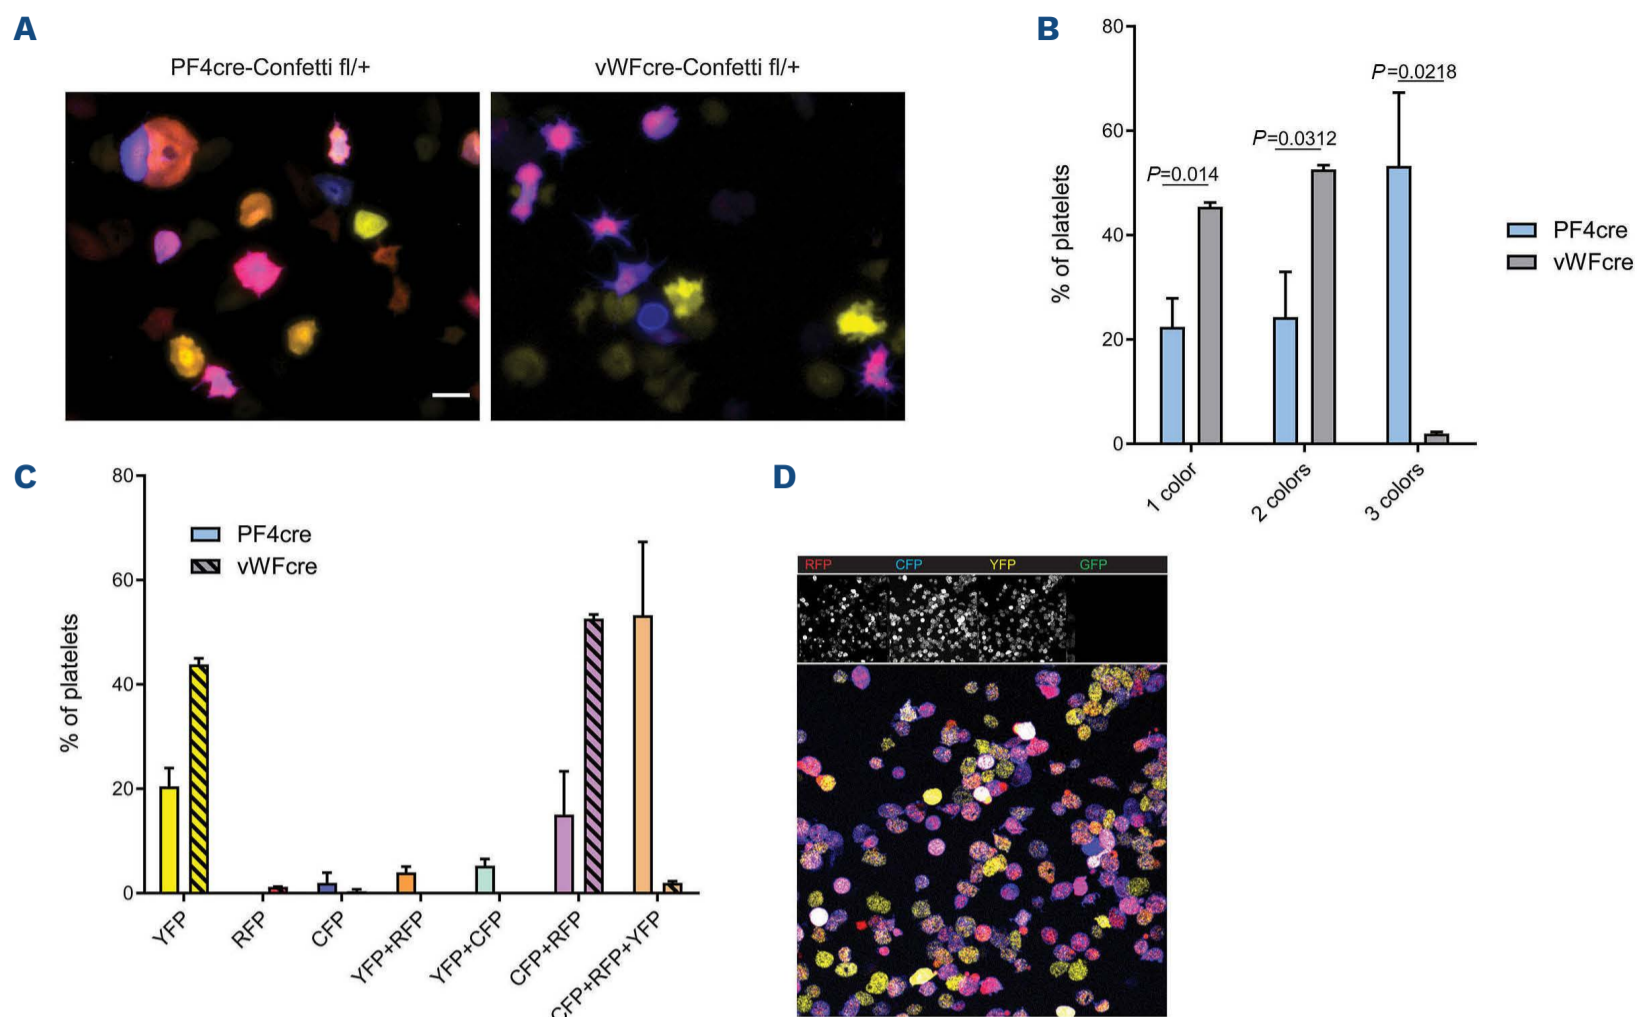 A
PF4cre-Confetti fl/+
vWFcre-Confetti fl/+
B
80
60
40
20
0
% of platelets
P=0.014
P=0.0312
P=0.0218
1 color
2 colors
3 colors
PF4cre
vWFcre
C
80
60
40
20
0
% of platelets
PF4cre
vWFcre
YFP
RFP
CFP
YFP+RFP
YFP+CFP
CFP+RFP
CFP+RFP+YFP
D
RFP CFP YFP GFP